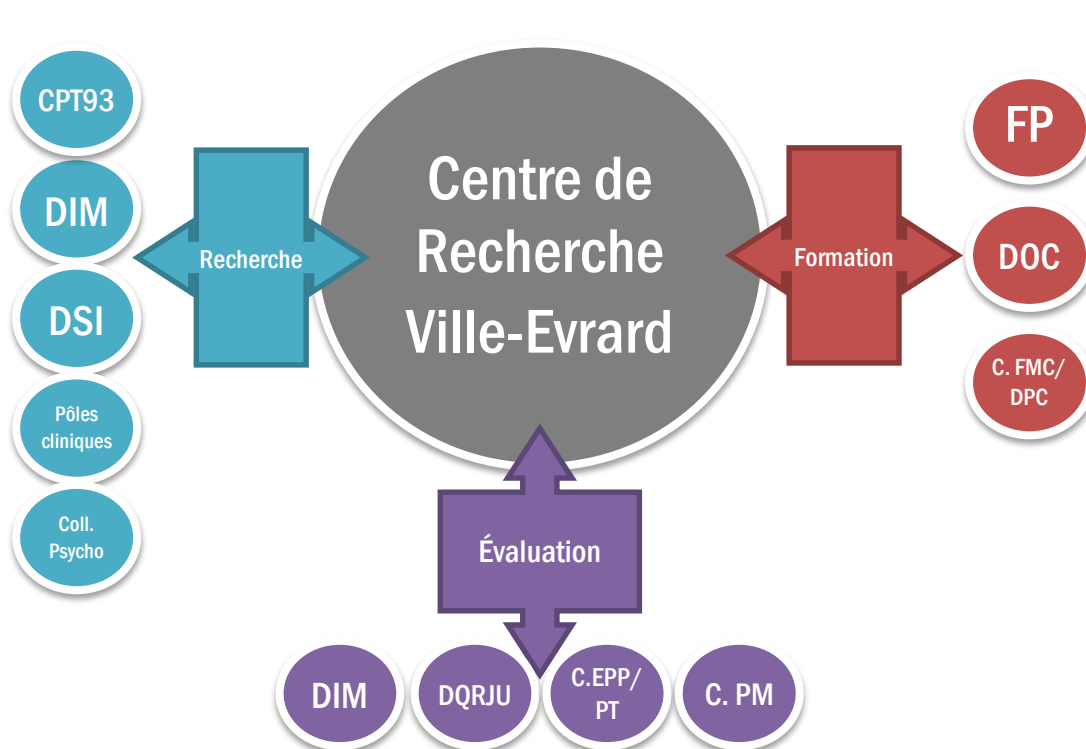 CPT93
DIM
DSI
Pôles
cliniques
Coll.
Psycho
Recherche
Centre de
Recherche
Ville-Evrard
Formation
FP
DOC
C. FMC/
DPC
Évaluation
DIM
DQRJU
C.EPP/
PT
C. PM